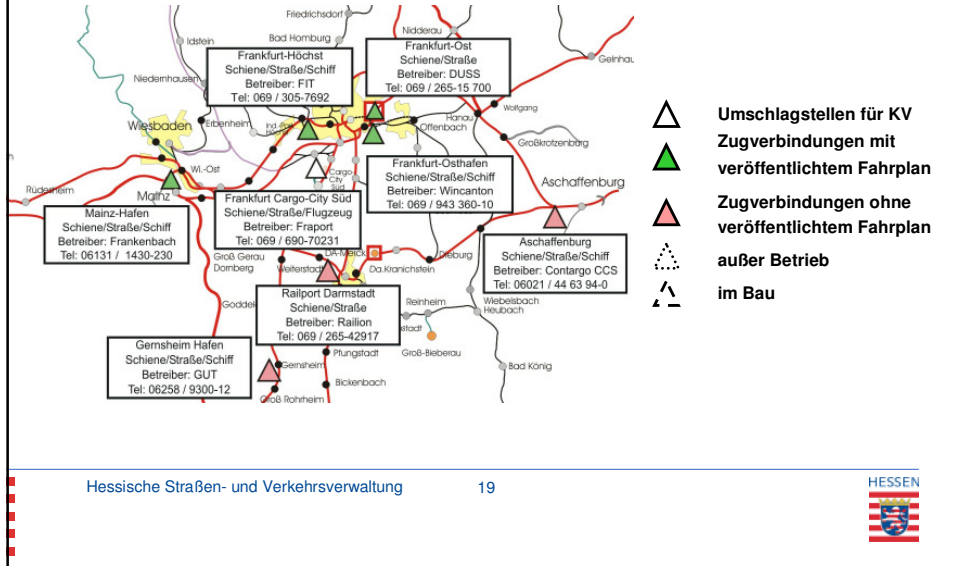 Friedrichsdorf
Nidderau
Idstein
Bad Homburg
Frankfurt-Höchst
Schiene/Straße/Schiff
Betreiber: FIT
Tel: 069 / 305-7692
Frankfurt-Ost
Schiene/Straße
Betreiber: DUSS
Tel: 069 / 265-15 700
Niedernhausen
Wolfgang
Hanau
Wiesbaden
Erbenheim
Offenbach
Großkrotzenburg
Umschlagstellen für KV
Zugverbindungen mit
veröffentlichtem Fahrplan
Zugverbindungen ohne
veröffentlichtem Fahrplan
außer Betrieb
im Bau
Frankfurt-Osthafen
Schiene/Straße/Schiff
Betreiber: Wincanton
Tel: 069 / 943 360-10
Wi.-Ost
Cargo
City
Süd
Aschaffenburg
Rüdersheim
Mainz
Frankfurt Cargo-City Süd
Schiene/Straße/Flugzeug
Betreiber: Fraport
Tel: 069 / 690-70231
Mainz-Hafen
Schiene/Straße/Schiff
Betreiber: Frankenbach
Tel: 06131 / 1430-230
Aschaffenburg
Schiene/Straße/Schiff
Betreiber: Contargo CCS
Tel: 06021 / 44 63 94-0
Groß Gerau
Dornberg
DA-Merck
Weiterstadt
Da.Kranichstein
Dieburg
Railport Darmstadt
Schiene/Straße
Betreiber: Railion
Tel: 069 / 265-42917
Goddel
Reinheim
Wiebelsbach
Heubach
stadt
Groß-Bieberau
Gernsheim Hafen
Schiene/Straße/Schiff
Betreiber: GUT
Tel: 06258 / 9300-12
Pfungstadt
Gernsheim
Bickenbach
Bad König
Groß Rohrheim
Hessische Straßen- und Verkehrsverwaltung
19
HESSEN